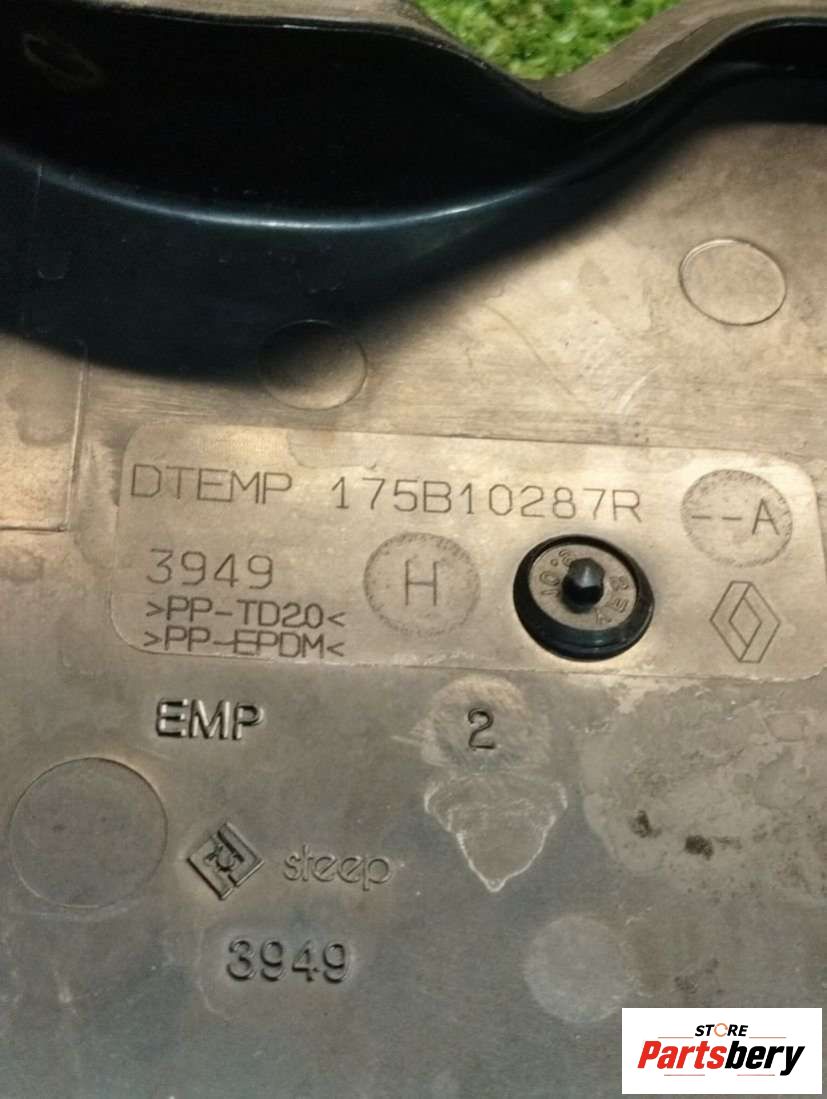 DTEMP 175B10287R
--A
3949
H
>PP-TD20<
>PP-EPDM<
EMP
2
steep
3949
STORE
Partsbery